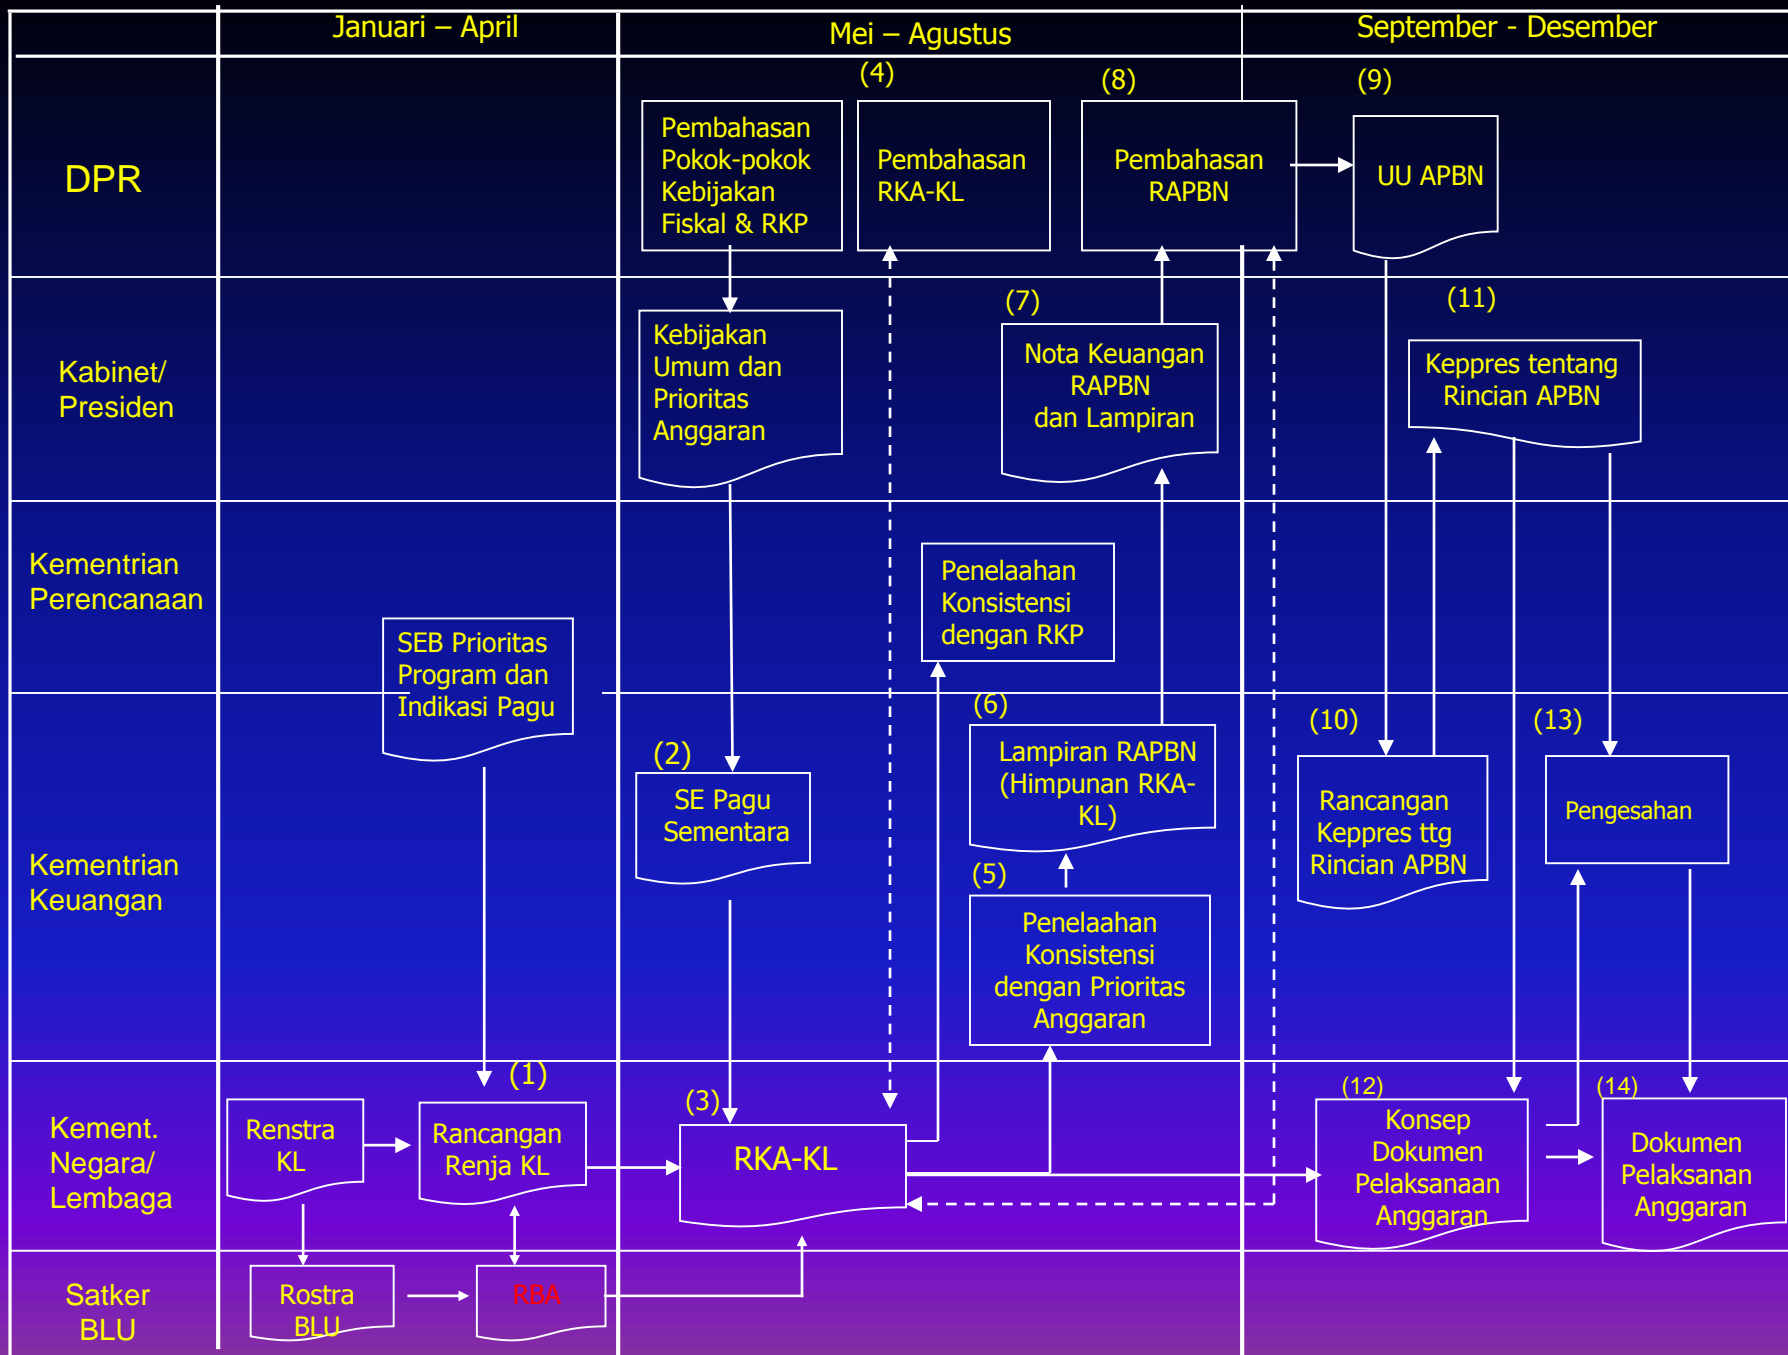 Januari – April
Mei – Agustus
September - Desember
DPR
(4)
(8)
(9)
Pembahasan
Pokok-pokok
Kebijakan
Fiskal & RKP
Pembahasan
RKA-KL
Pembahasan
RAPBN
UU APBN
Kabinet/
Presiden
Kebijakan
Umum dan
Prioritas
Anggaran
(7)
Nota Keuangan
RAPBN
dan Lampiran
(11)
Keppres tentang
Rincian APBN
Kementrian
Perencanaan
SEB Prioritas
Program dan
Indikasi Pagu
Penelaahan
Konsistensi
dengan RKP
Kementrian
Keuangan
(2)
SE Pagu
Sementara
(6)
Lampiran RAPBN
(Himpunan RKA-
KL)
(5)
Penelaahan
Konsistensi
dengan Prioritas
Anggaran
(10)
Rancangan
Keppres ttg
Rincian APBN
(13)
Pengesahan
Kement.
Negara/
Lembaga
Renstra
KL
(1)
Rancangan
Renja KL
(3)
RKA-KL
(12)
Konsep
Dokumen
Pelaksanaan
Anggaran
(14)
Dokumen
Pelaksanan
Anggaran
Satker
BLU
Rostra
BLU
RBA